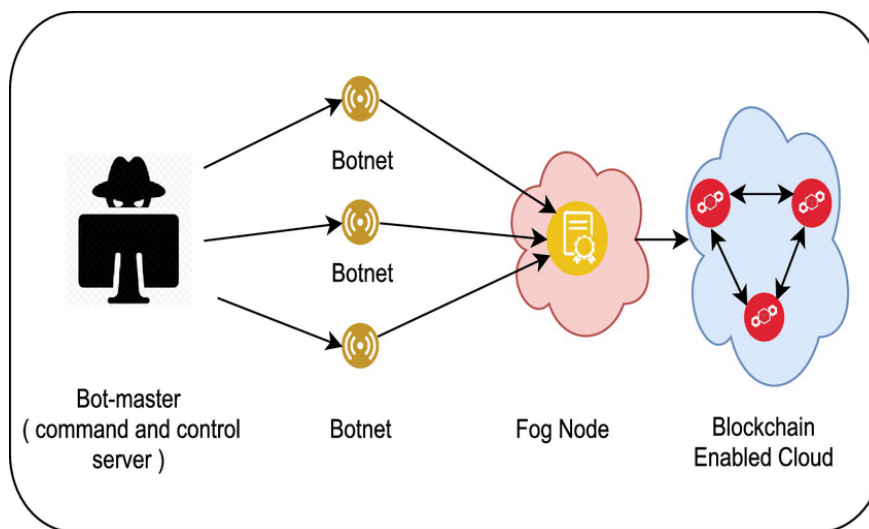 Botnet
Botnet
Bot-master
( command and control
server )
Botnet
Fog Node
Blockchain
Enabled Cloud